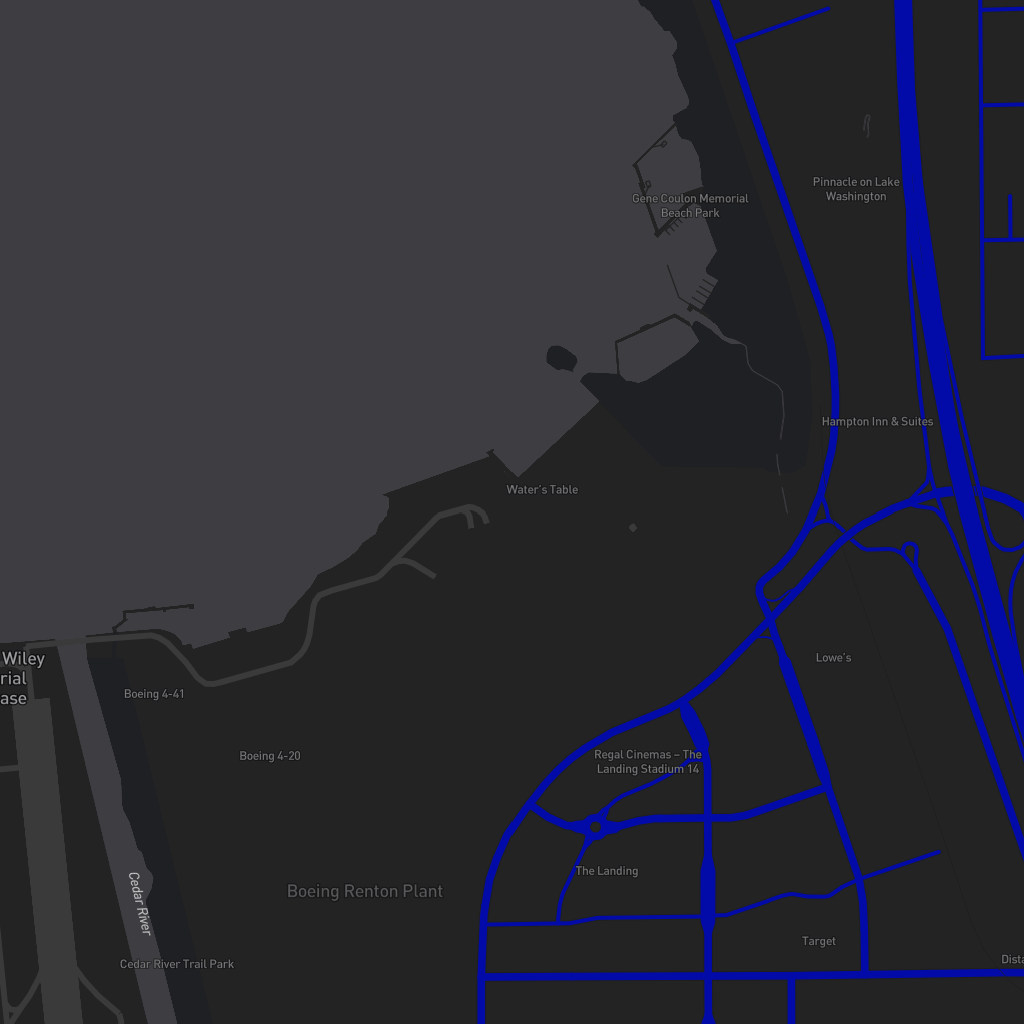 Pinnacle on Lake
Washington
Gene Coulon Memorial
Beach Park
Hampton Inn & Suites
Water's Table
Wiley
rial
ase
Lowe's
Boeing 4-41
Boeing 4-20
Regal Cinemas – The
Landing Stadium 14
The Landing
Boeing Renton Plant
Cedar River
Target
Dista
Cedar River Trail Park